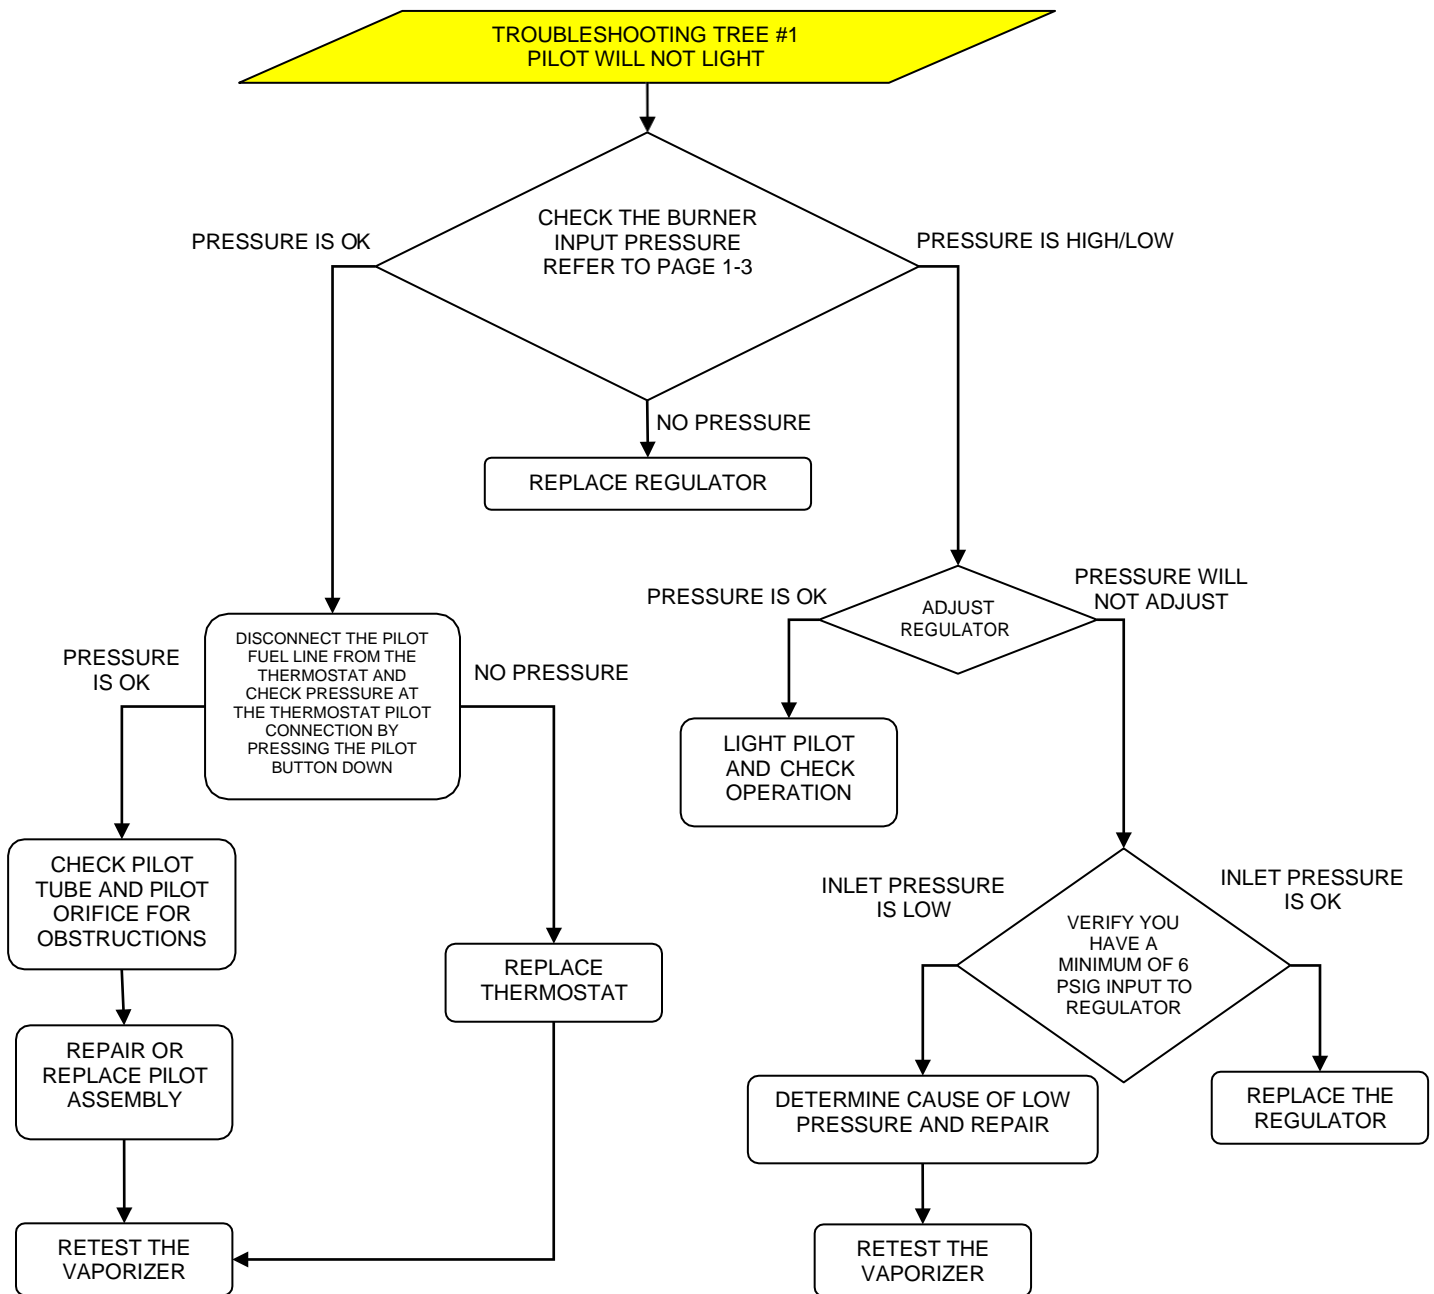 TROUBLESHOOTING TREE #1
PILOT WILL NOT LIGHT
CHECK THE BURNER
INPUT PRESSURE
REFER TO PAGE 1-3
PRESSURE IS OK
PRESSURE IS HIGH/LOW
NO PRESSURE
REPLACE REGULATOR
PRESSURE IS OK
ADJUST
REGULATOR
PRESSURE WILL
NOT ADJUST
DISCONNECT THE PILOT
FUEL LINE FROM THE
THERMOSTAT AND
CHECK PRESSURE AT
THE THERMOSTAT PILOT
CONNECTION BY
PRESSING THE PILOT
BUTTON DOWN
PRESSURE
IS OK
NO PRESSURE
LIGHT PILOT
AND CHECK
OPERATION
CHECK PILOT
TUBE AND PILOT
ORIFICE FOR
OBSTRUCTIONS
INLET PRESSURE
IS LOW
INLET PRESSURE
IS OK
VERIFY YOU
HAVE A
MINIMUM OF 6
PSIG INPUT TO
REGULATOR
REPLACE
THERMOSTAT
REPAIR OR
REPLACE PILOT
ASSEMBLY
DETERMINE CAUSE OF LOW
PRESSURE AND REPAIR
REPLACE THE
REGULATOR
RETEST THE
VAPORIZER
RETEST THE
VAPORIZER